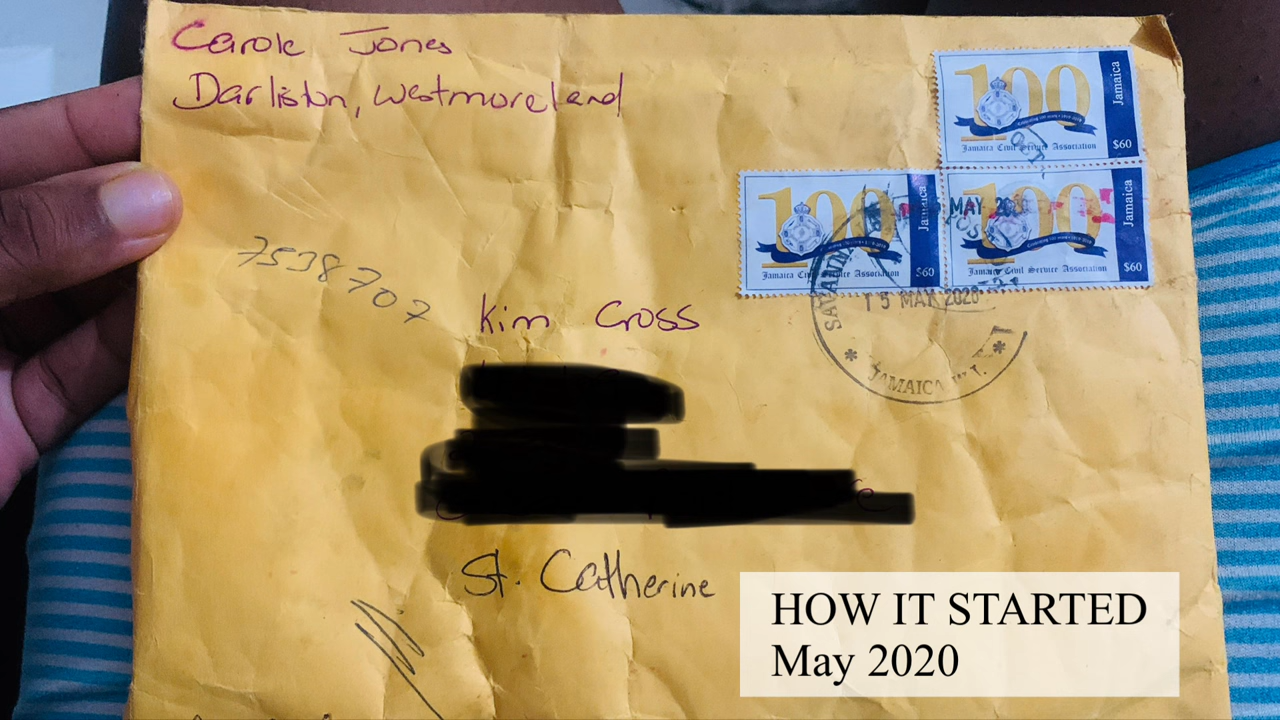 Carole Jones
Darliston, Westmoreland
100
Jamaica
Jamaica Civil Service Association
$60
100
Jamaica
Jamaica Civil Service Association
$60
100
Jamaica
Jamaica Civil Service Association
$60
MAY
15 MAY 2020
JAMAICA W.I.
7538707
Kim Cross
St. Catherine
HOW IT STARTED
May 2020